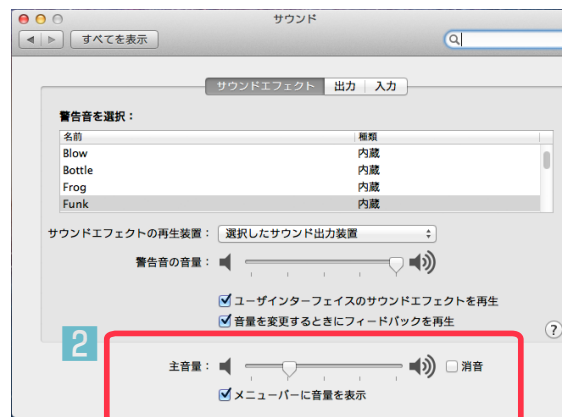 サウンド
すべてを表示
サウンドエフェクト 出力 入力
警告音を選択：
名前 種類
Blow 内蔵
Bottle 内蔵
Frog 内蔵
Funk 内蔵
サウンドエフェクトの再生装置： 選択したサウンド出力装置
警告音の音量：
ユーザインターフェイスのサウンドエフェクトを再生
音量を変更するときにフィードバックを再生
?
2
主音量： 消音
メニューバーに音量を表示